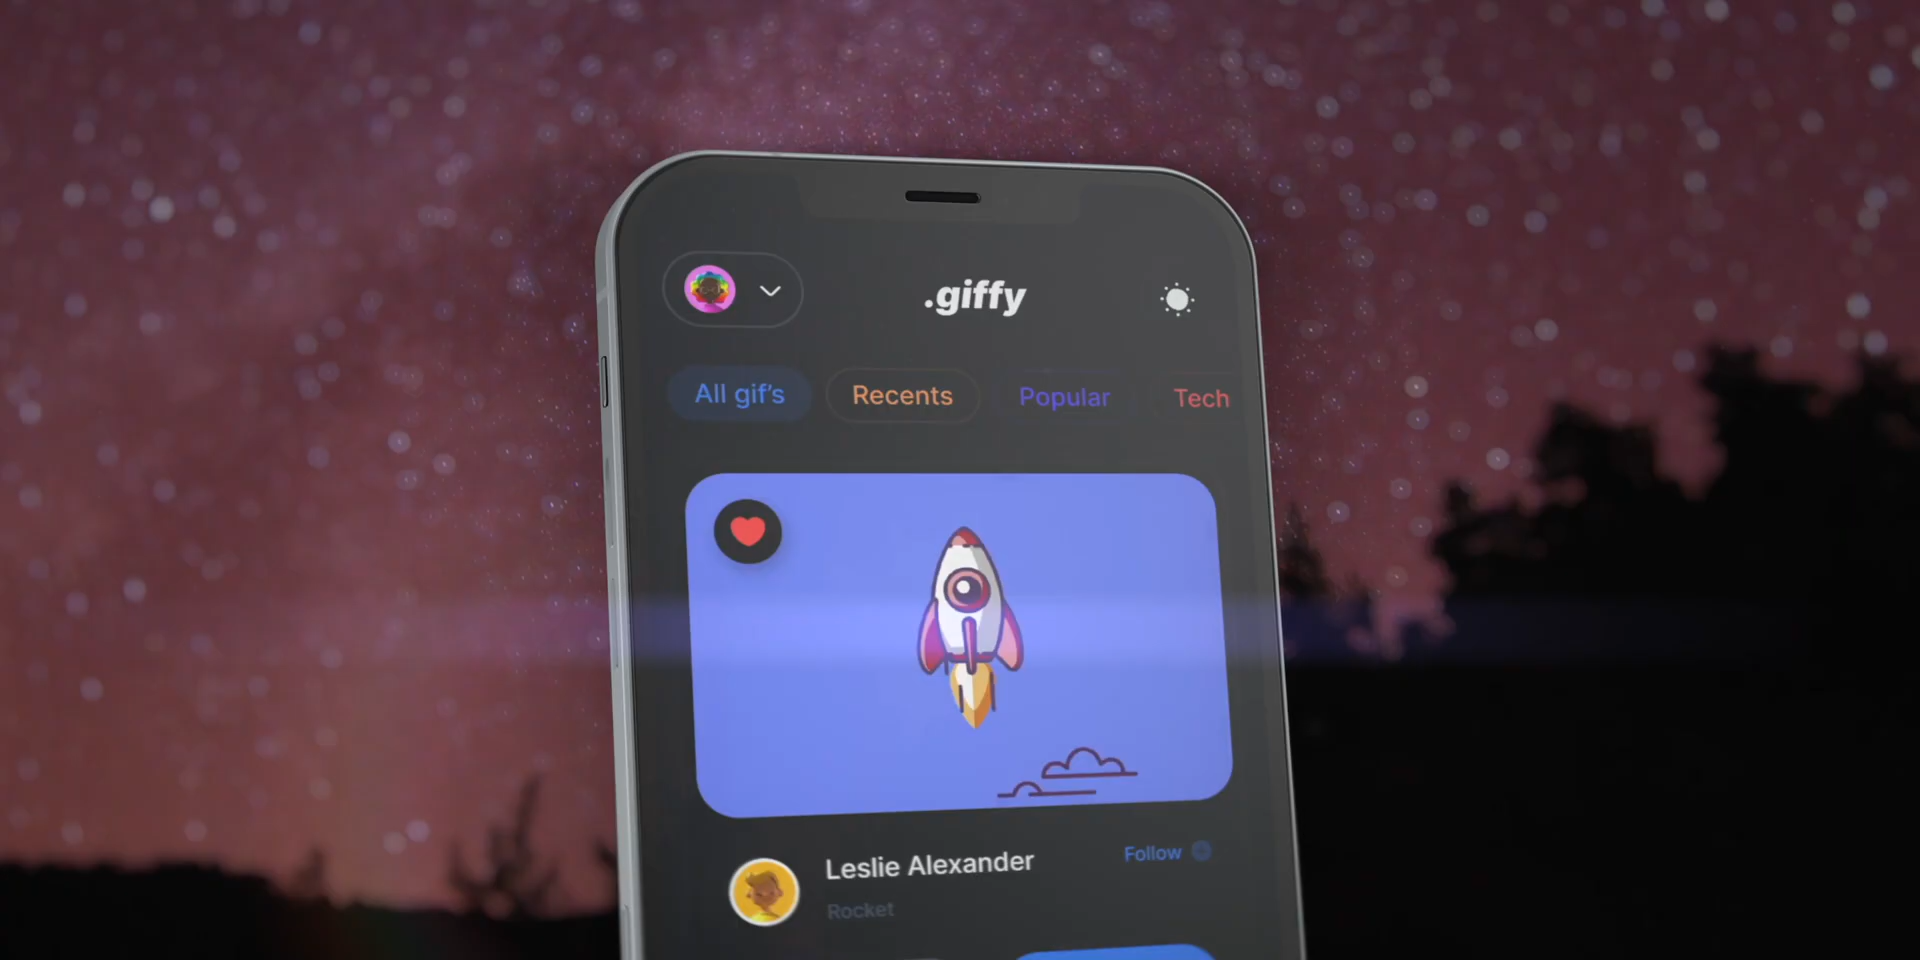 .giffy
All gif's
Recents
Popular
Tech
Leslie Alexander
Follow
Rocket